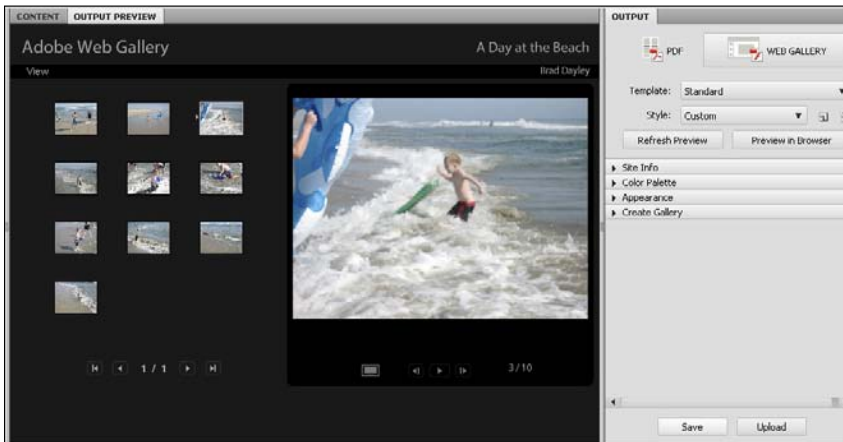 CONTENT OUTPUT PREVIEW
Adobe Web Gallery
A Day at the Beach
View
Brad Dayley
1 / 1
3 / 10
OUTPUT
PDF
WEB GALLERY
Template: Standard
Style: Custom
Refresh Preview
Preview in Browser
Site Info
Color Palette
Appearance
Create Gallery
Save
Upload